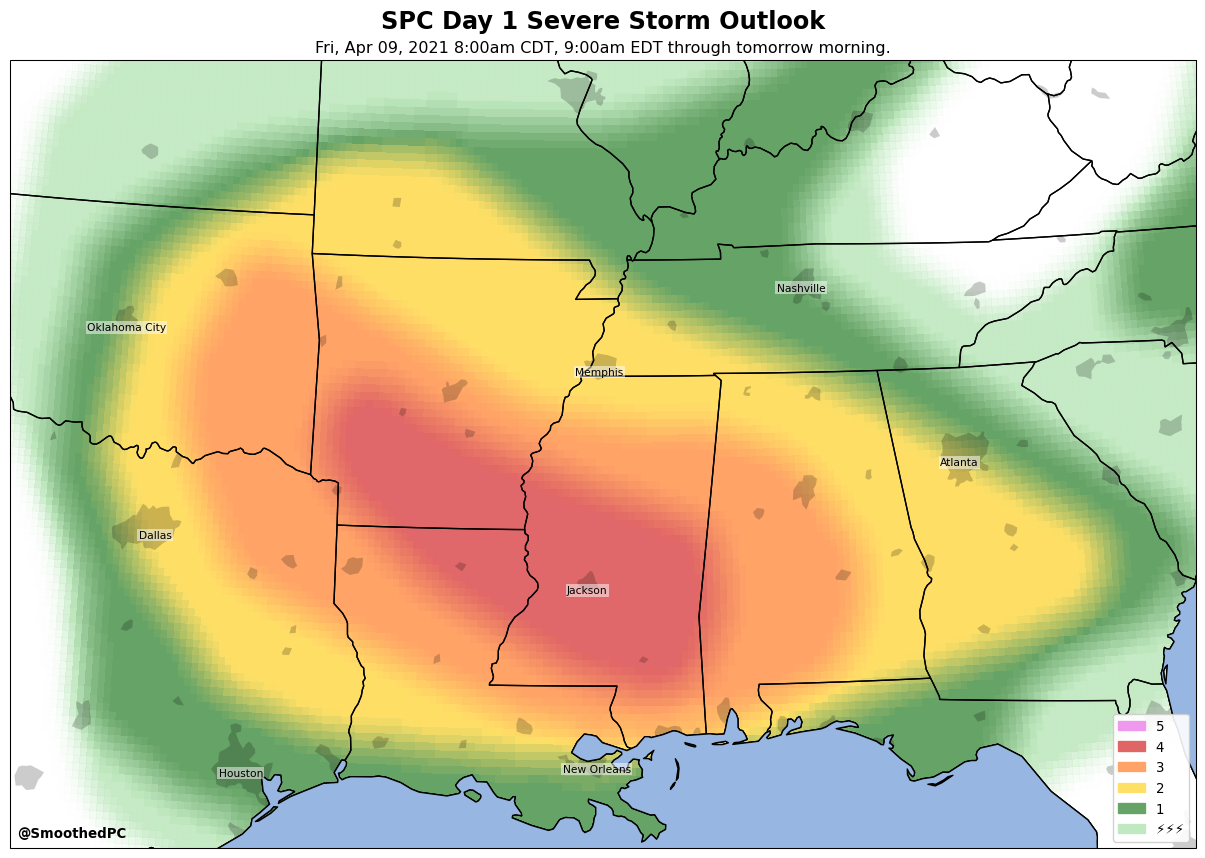 SPC Day 1 Severe Storm Outlook
Fri, Apr 09, 2021 8:00am CDT, 9:00am EDT through tomorrow morning.
Nashville
Oklahoma City
Memphis
Atlanta
Dallas
Jackson
New Orleans
Houston
5
4
3
2
1
⚡⚡⚡
@SmoothedPC